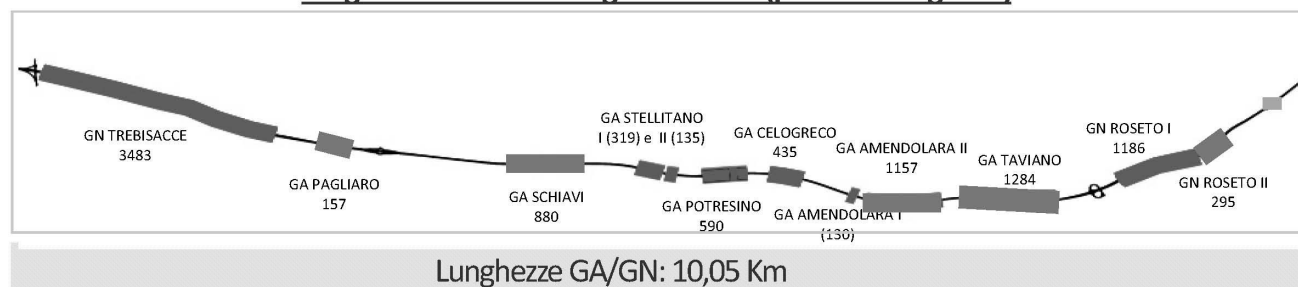 GN TREBISACCE
3483
GA PAGLIARO
157
GA SCHIAVI
880
GA STELLITANO
I (319) e II (135)
GA POTRESINO
590
GA CELOGRECO
435
GA AMENDOLARA I
(130)
GA AMENDOLARA II
1157
GA TAVIANO
1284
GN ROSETO I
1186
GN ROSETO II
295
Lunghezze GA/GN: 10,05 Km